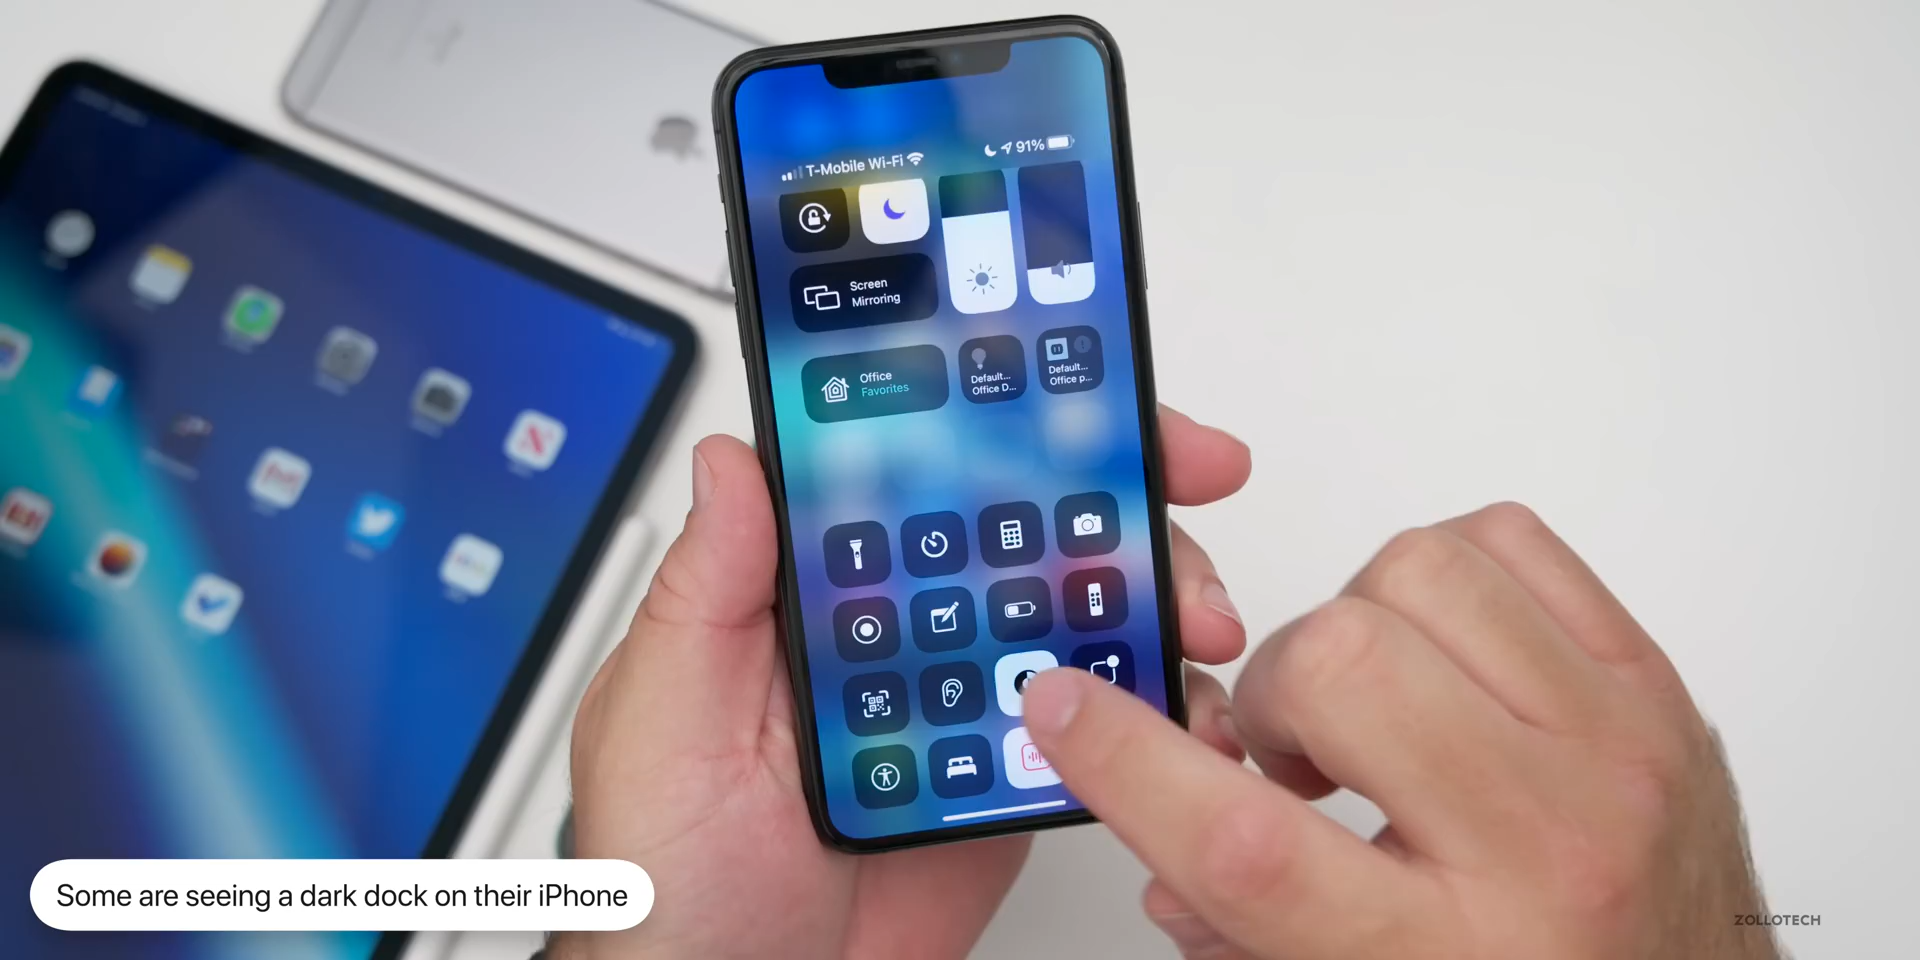 T-Mobile Wi-Fi
91%
Screen
Mirroring
Office
Favorites
Default...
Office D...
Default...
Office p...
Some are seeing a dark dock on their iPhone
ZOLLOTECH